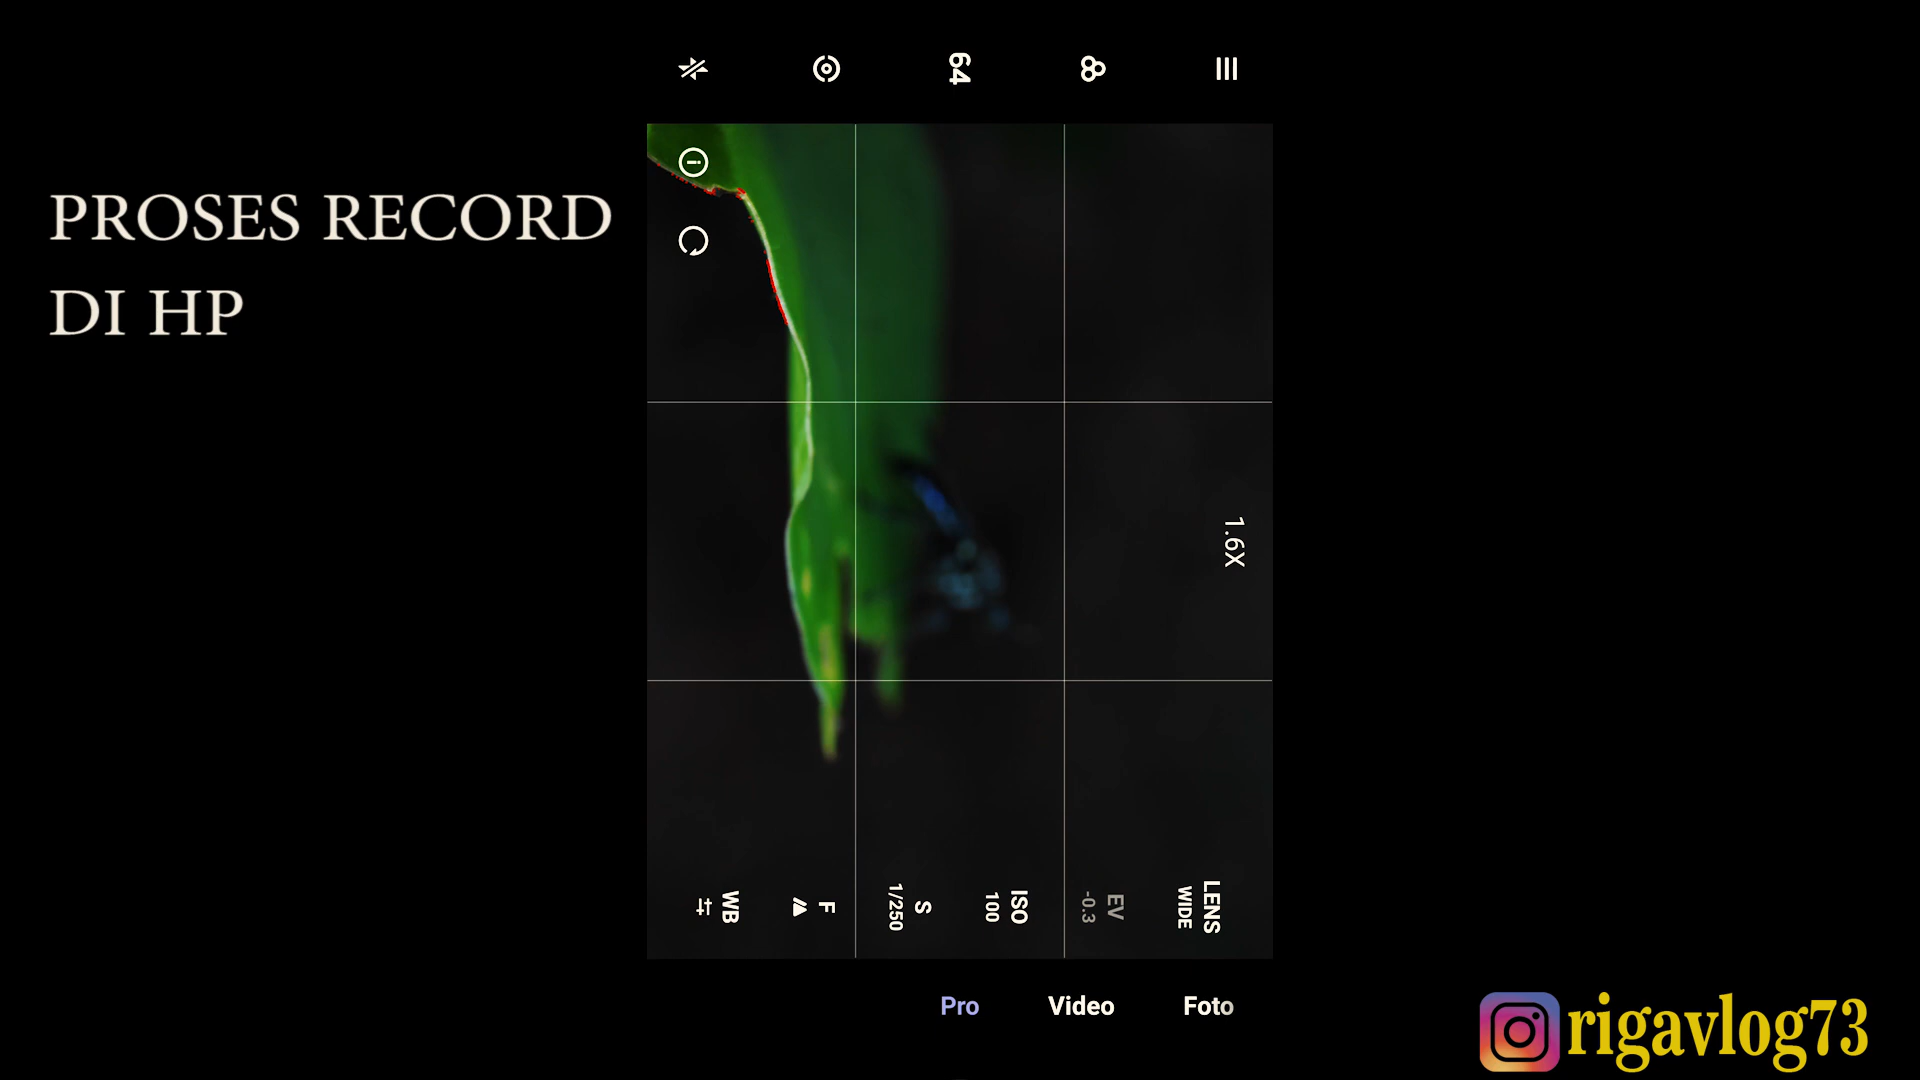 PROSES RECORD
DI HP
64
1.6X
WB
F
S
1/250
ISO
100
EV
-0.3
LENS
WIDE
Pro
Video
Foto
rigavlog73